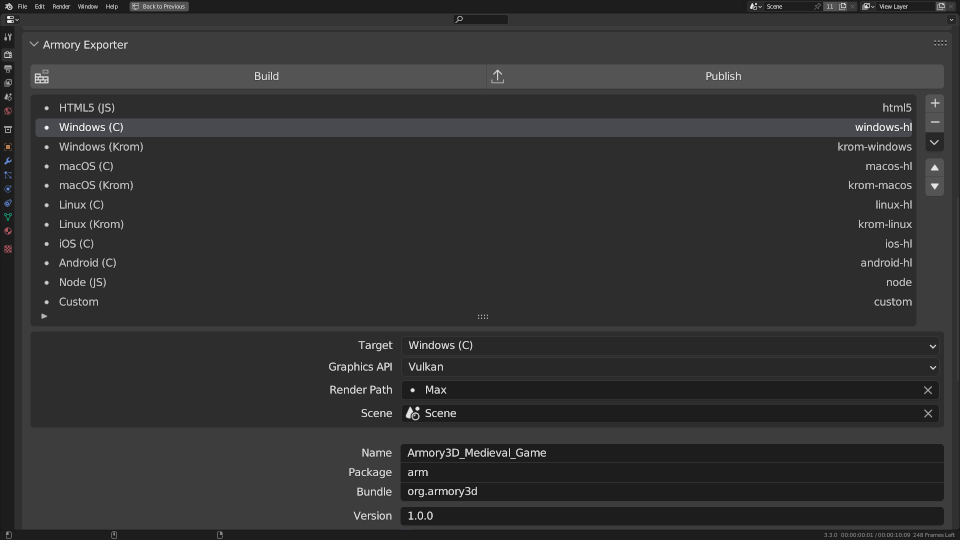 File Edit Render Window Help Back to Previous Scene 11 View Layer
Armory Exporter
Build Publish
HTML5 (JS) html5
Windows (C) windows-hl
Windows (Krom) krom-windows
macOS (C) macos-hl
macOS (Krom) krom-macos
Linux (C) linux-hl
Linux (Krom) krom-linux
iOS (C) ios-hl
Android (C) android-hl
Node (JS) node
Custom custom
Target Windows (C)
Graphics API Vulkan
Render Path Max
Scene Scene
Name Armory3D_Medieval_Game
Package arm
Bundle org.armory3d
Version 1.0.0
3.3.0 00:00:00:01 / 00:00:10:09 248 Frames Left